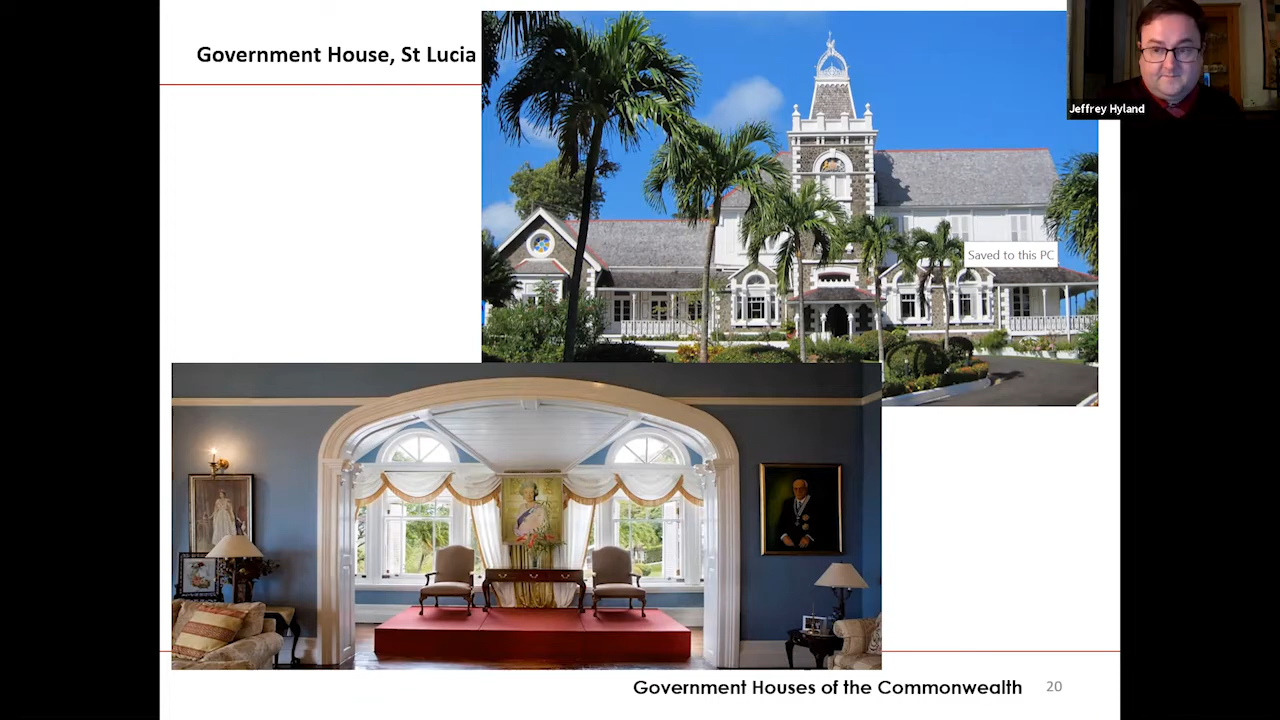 Government House, St Lucia
Jeffrey Hyland
Saved to this PC
Government Houses of the Commonwealth
20